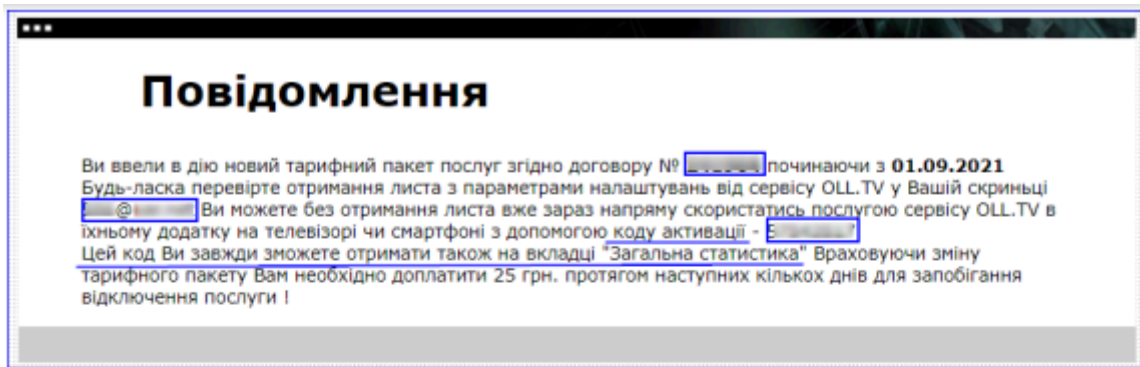 Повідомлення
Ви ввели в дію новий тарифний пакет послуг згідно договору № починаючи з 01.09.2021
Будь-ласка перевірте отримання листа з параметрами налаштувань від сервісу OLL.TV у Вашій скриньці
@ Ви можете без отримання листа вже зараз напряму скористатись послугою сервісу OLL.TV в
їхньому додатку на телевізорі чи смартфоні з допомогою коду активації -
Цей код Ви завжди зможете отримати також на вкладці "Загальна статистика" Враховуючи зміну
тарифного пакету Вам необхідно доплатити 25 грн. протягом наступних кількох днів для запобігання
відключення послуги !